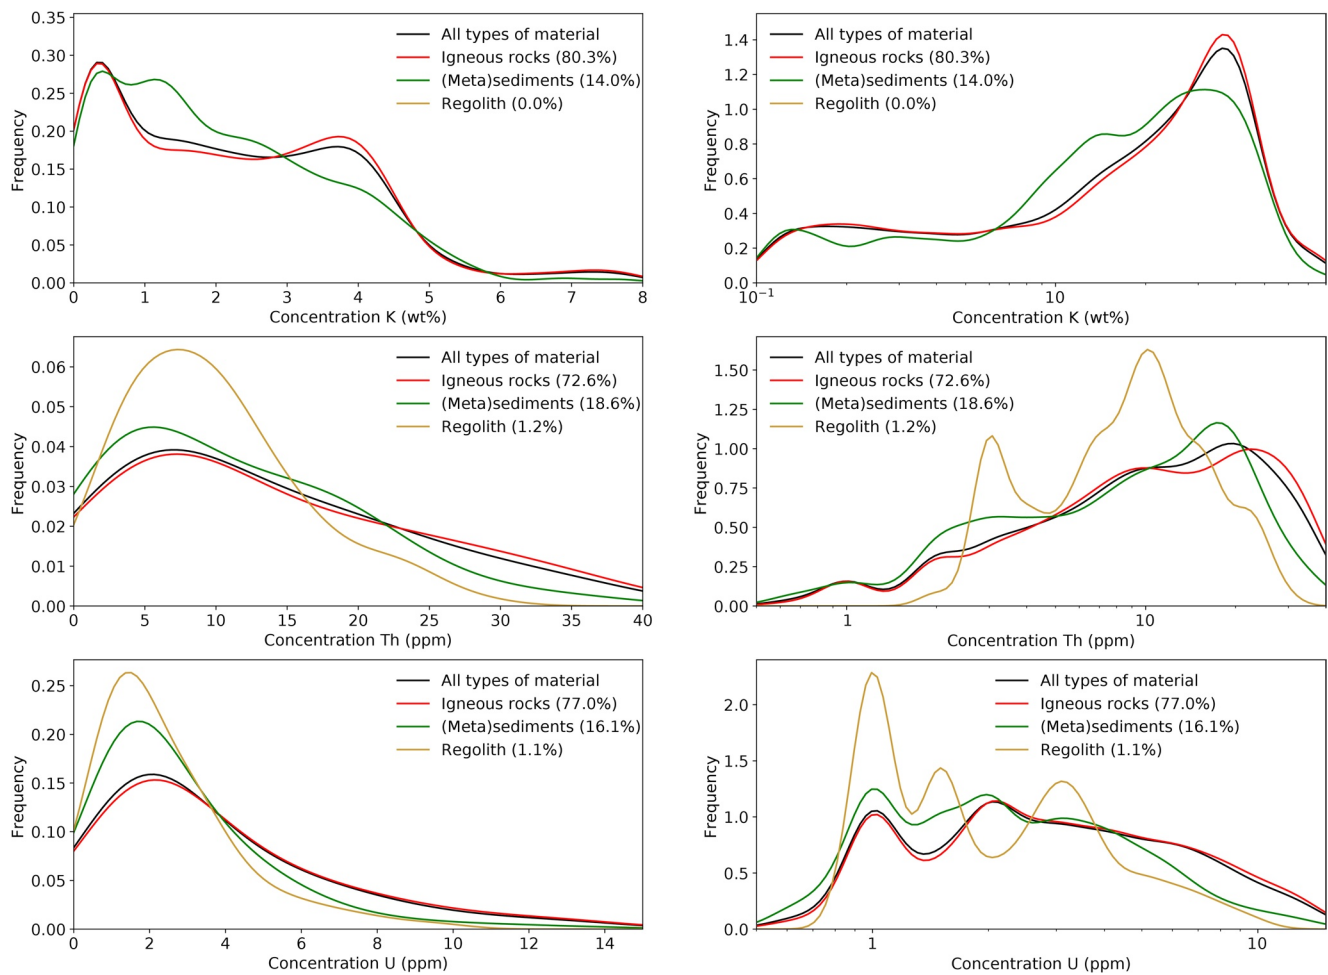 0.35
0.30
0.25
0.20
0.15
0.10
0.05
0.00
Frequency
All types of material
Igneous rocks (80.3%)
(Meta)sediments (14.0%)
Regolith (0.0%)
0 1 2 3 4 5 6 7 8
Concentration K (wt%)
1.4
1.2
1.0
0.8
0.6
0.4
0.2
0.0
Frequency
All types of material
Igneous rocks (80.3%)
(Meta)sediments (14.0%)
Regolith (0.0%)
10⁻¹ 10
Concentration K (wt%)
0.06
0.05
0.04
0.03
0.02
0.01
0.00
Frequency
All types of material
Igneous rocks (72.6%)
(Meta)sediments (18.6%)
Regolith (1.2%)
0 5 10 15 20 25 30 35 40
Concentration Th (ppm)
1.50
1.25
1.00
0.75
0.50
0.25
0.00
Frequency
All types of material
Igneous rocks (72.6%)
(Meta)sediments (18.6%)
Regolith (1.2%)
1 10
Concentration Th (ppm)
0.25
0.20
0.15
0.10
0.05
0.00
Frequency
All types of material
Igneous rocks (77.0%)
(Meta)sediments (16.1%)
Regolith (1.1%)
0 2 4 6 8 10 12 14
Concentration U (ppm)
2.0
1.5
1.0
0.5
0.0
Frequency
All types of material
Igneous rocks (77.0%)
(Meta)sediments (16.1%)
Regolith (1.1%)
1 10
Concentration U (ppm)